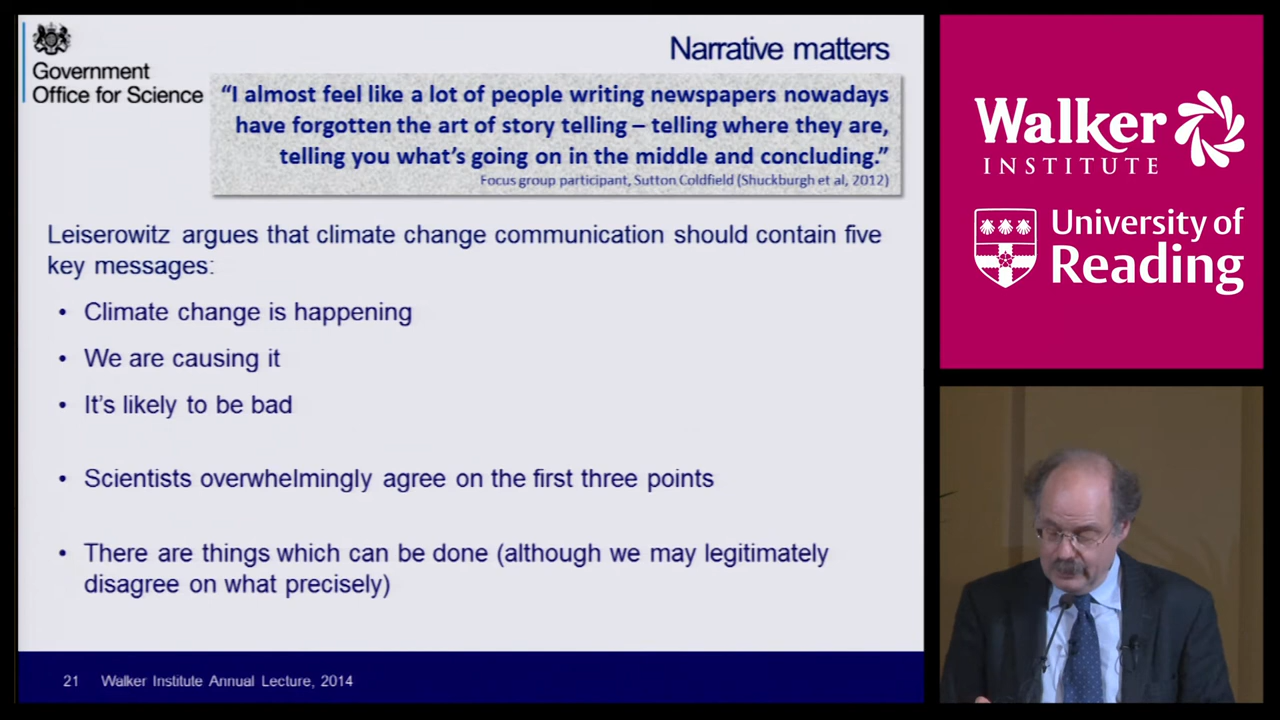 Government
Office for Science
Narrative matters
“I almost feel like a lot of people writing newspapers nowadays
have forgotten the art of story telling – telling where they are,
telling you what’s going on in the middle and concluding.”
Focus group participant, Sutton Coldfield (Shuckburgh et al, 2012)
Leiserowitz argues that climate change communication should contain five
key messages:
• Climate change is happening
• We are causing it
• It’s likely to be bad
• Scientists overwhelmingly agree on the first three points
• There are things which can be done (although we may legitimately
disagree on what precisely)
21 Walker Institute Annual Lecture, 2014
Walker
INSTITUTE
University of
Reading